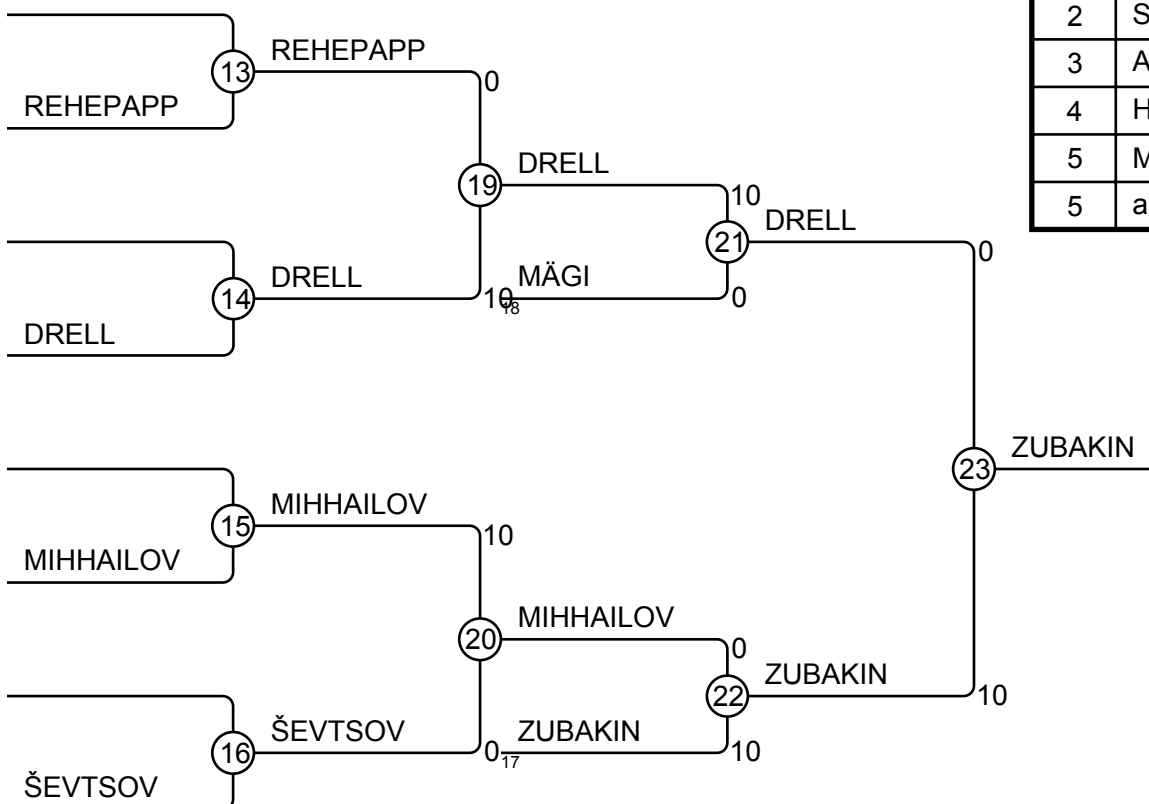 2 S
REHEPAPP
13
0
3 A
REHEPAPP
4 H
DRELL
19
10
5 M
DRELL
21
5 a
0
DRELL
MÄGI
14
10
18
0
DRELL
ZUBAKIN
23
MIHHAILOV
15
10
MIHHAILOV
MIHHAILOV
20
0
ZUBAKIN
22
10
ŠEVTSOV
ZUBAKIN
16
0
17
10
ŠEVTSOV